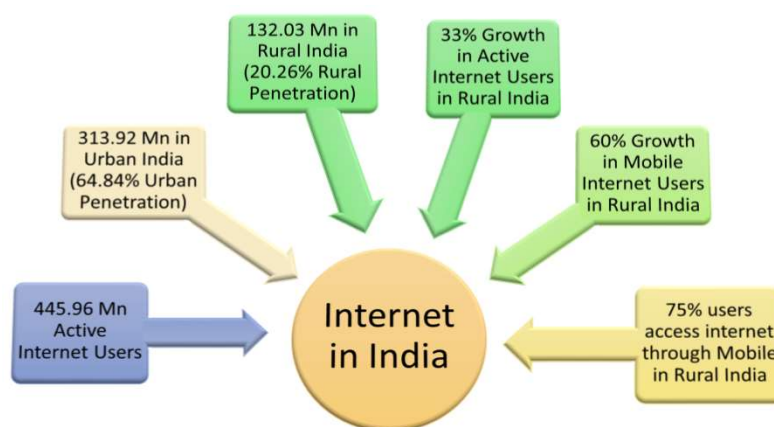 132.03 Mn in
Rural India
(20.26% Rural
Penetration)
33% Growth
in Active
Internet Users
in Rural India
313.92 Mn in
Urban India
(64.84% Urban
Penetration)
60% Growth
in Mobile
Internet Users
in Rural India
445.96 Mn
Active
Internet Users
Internet
in India
75% users
access internet
through Mobile
in Rural India